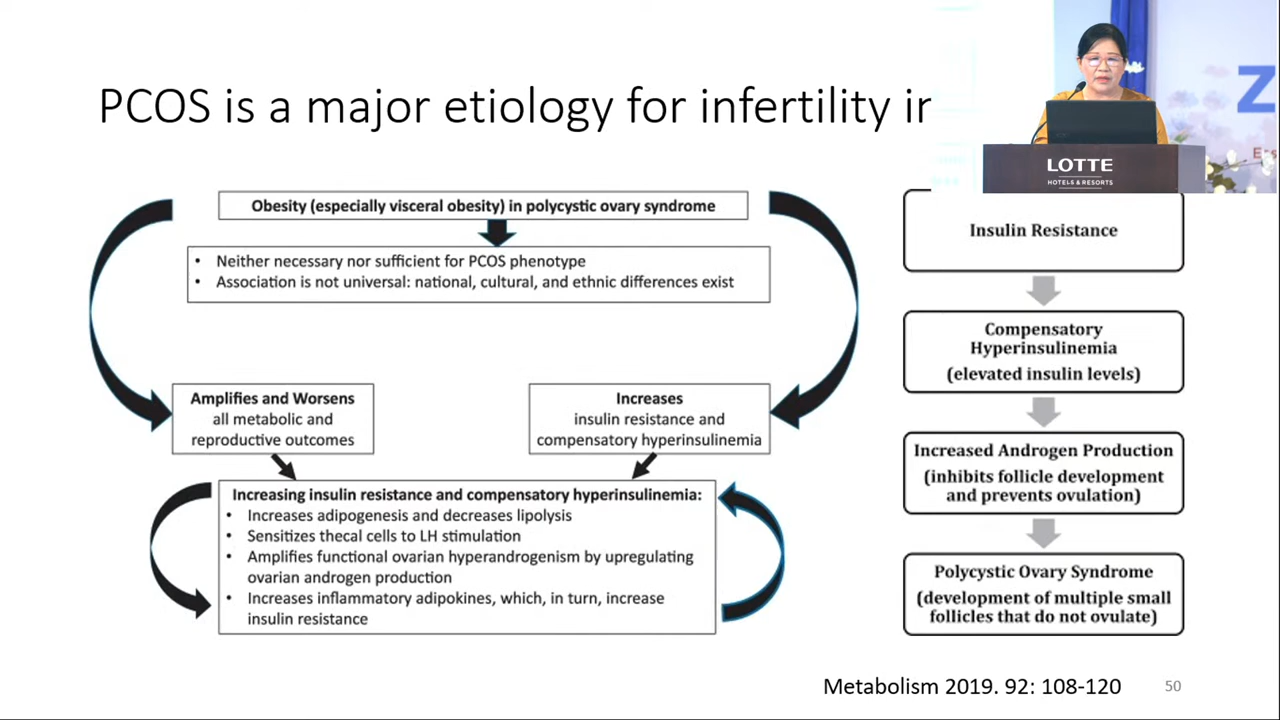 PCOS is a major etiology for infertility
LOTTE
HOTELS & RESORTS
Z
Obesity (especially visceral obesity) in polycystic ovary syndrome
• Neither necessary nor sufficient for PCOS phenotype
• Association is not universal: national, cultural, and ethnic differences exist
Amplifies and Worsens
all metabolic and
reproductive outcomes
Increases
insulin resistance and
compensatory hyperinsulinemia
Increasing insulin resistance and compensatory hyperinsulinemia:
• Increases adipogenesis and decreases lipolysis
• Sensitizes thecal cells to LH stimulation
• Amplifies functional ovarian hyperandrogenism by upregulating
ovarian androgen production
• Increases inflammatory adipokines, which, in turn, increase
insulin resistance
Insulin Resistance
Compensatory
Hyperinsulinemia
(elevated insulin levels)
Increased Androgen Production
(inhibits follicle development
and prevents ovulation)
Polycystic Ovary Syndrome
(development of multiple small
follicles that do not ovulate)
Metabolism 2019. 92: 108-120
50